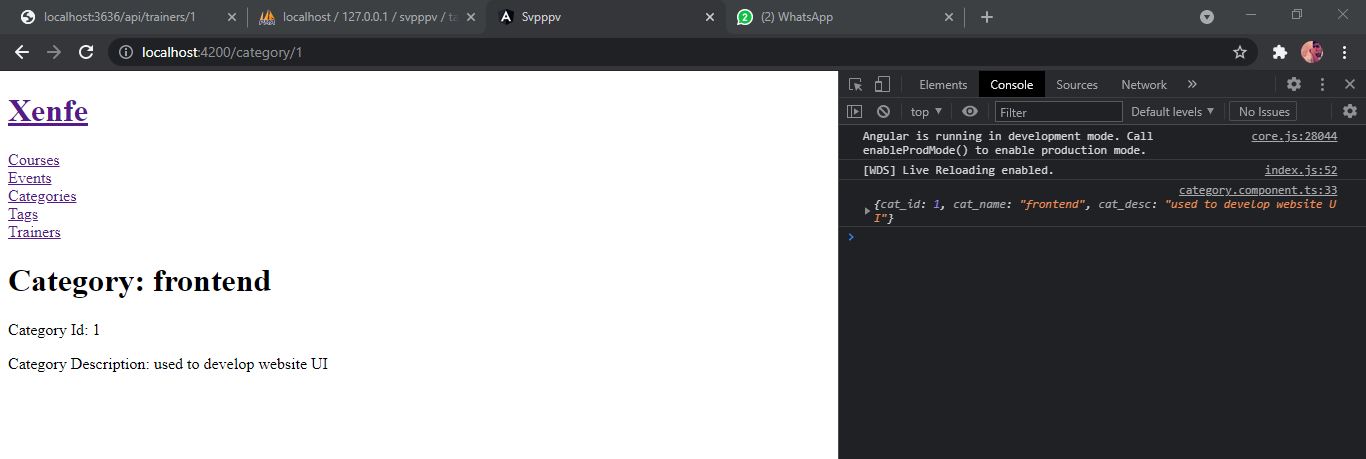 localhost:3636/api/trainers/1
localhost / 127.0.0.1 / svpppv / ta
Svpppv
2
(2) WhatsApp
localhost:4200/category/1
Xenfe
Courses
Events
Categories
Tags
Trainers
Category: frontend
Category Id: 1
Category Description: used to develop website UI
Elements Console Sources Network
top Filter Default levels No Issues
Angular is running in development mode. Call core.js:28044
enableProdMode() to enable production mode.
[WDS] Live Reloading enabled. index.js:52
category.component.ts:33
{cat_id: 1, cat_name: "frontend", cat_desc: "used to develop website U
I"}